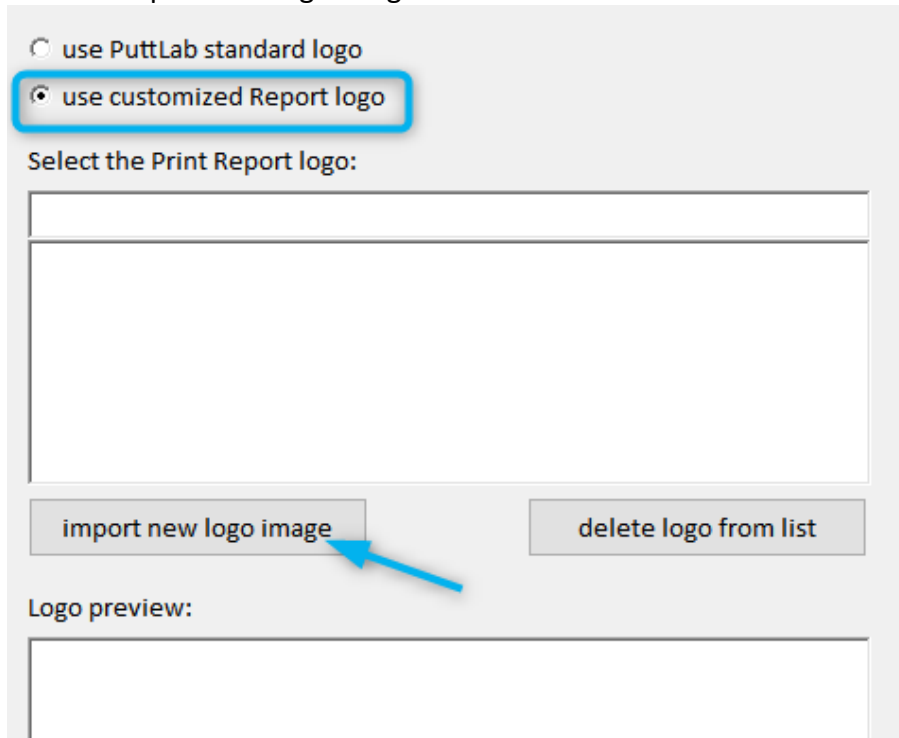 use PuttLab standard logo
use customized Report logo
Select the Print Report logo:
import new logo image
delete logo from list
Logo preview: